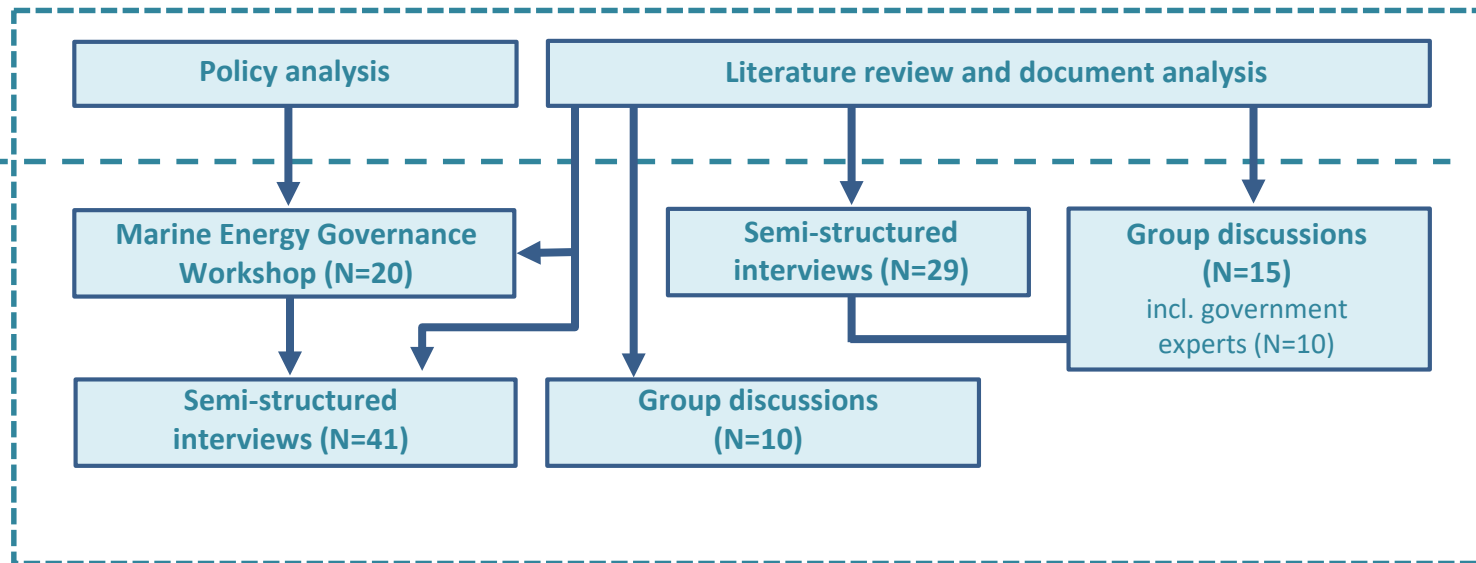 Policy analysis
Literature review and document analysis
Marine Energy Governance
Workshop (N=20)
Semi-structured
interviews (N=29)
Group discussions
(N=15)
incl. government
experts (N=10)
Semi-structured
interviews (N=41)
Group discussions
(N=10)